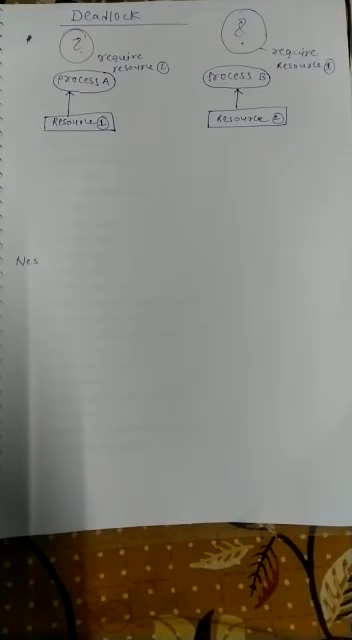 DEADLOCK
?
require
resource ②
Process A
Resource ①
?
require
Resource ①
Process B
Resource ②
Nes